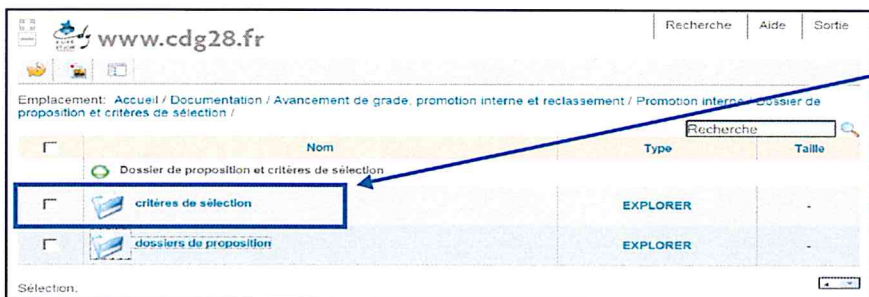 www.cdg28.fr
Recherche Aide Sortie
Emplacement: Accueil / Documentation / Avancement de grade, promotion interne et reclassement / Promotion interne / Dossier de
proposition et critères de sélection /
Recherche
Nom Type Taille
Dossier de proposition et critères de sélection
critères de sélection EXPLORER -
dossiers de proposition EXPLORER -
Sélection: